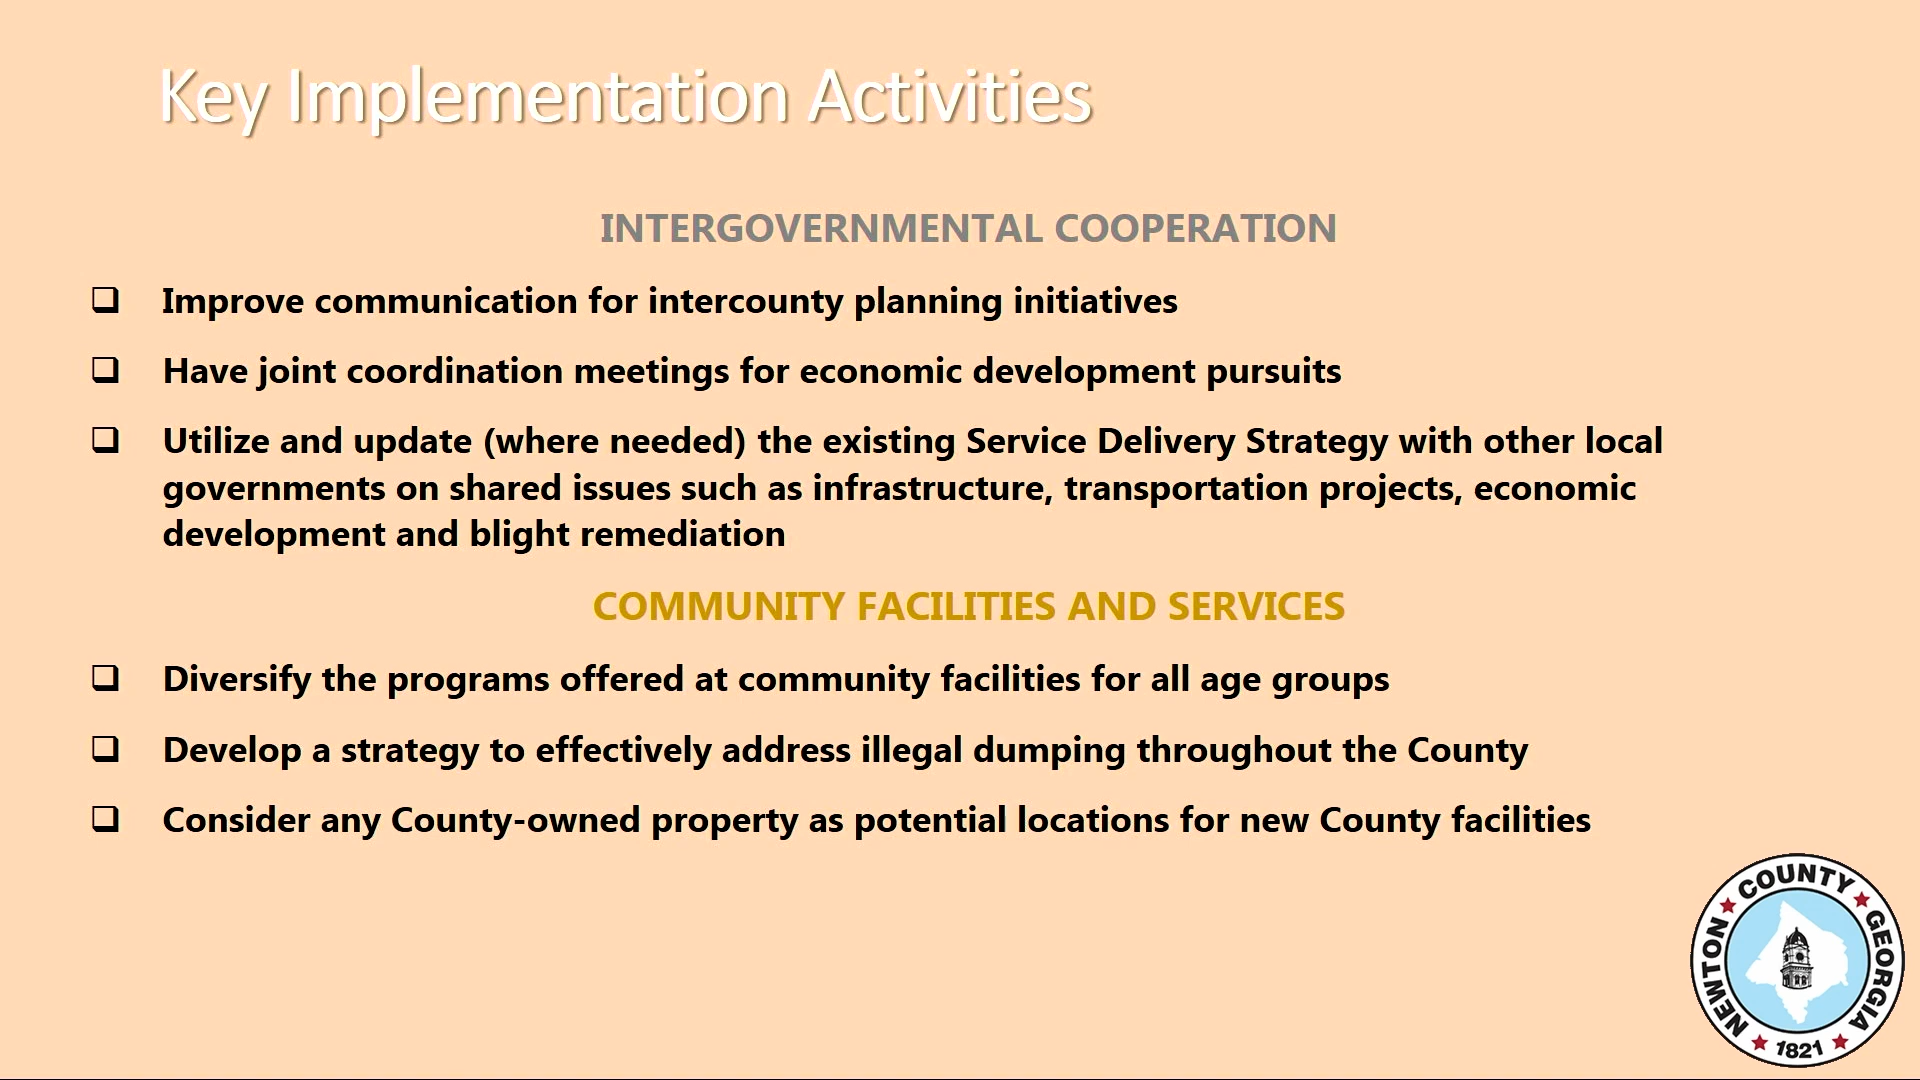 Key Implementation Activities
INTERGOVERNMENTAL COOPERATION
❑ Improve communication for intercounty planning initiatives
❑ Have joint coordination meetings for economic development pursuits
❑ Utilize and update (where needed) the existing Service Delivery Strategy with other local
governments on shared issues such as infrastructure, transportation projects, economic
development and blight remediation
COMMUNITY FACILITIES AND SERVICES
❑ Diversify the programs offered at community facilities for all age groups
❑ Develop a strategy to effectively address illegal dumping throughout the County
❑ Consider any County-owned property as potential locations for new County facilities
NEWTON ★ COUNTY ★ GEORGIA
★ 1821 ★